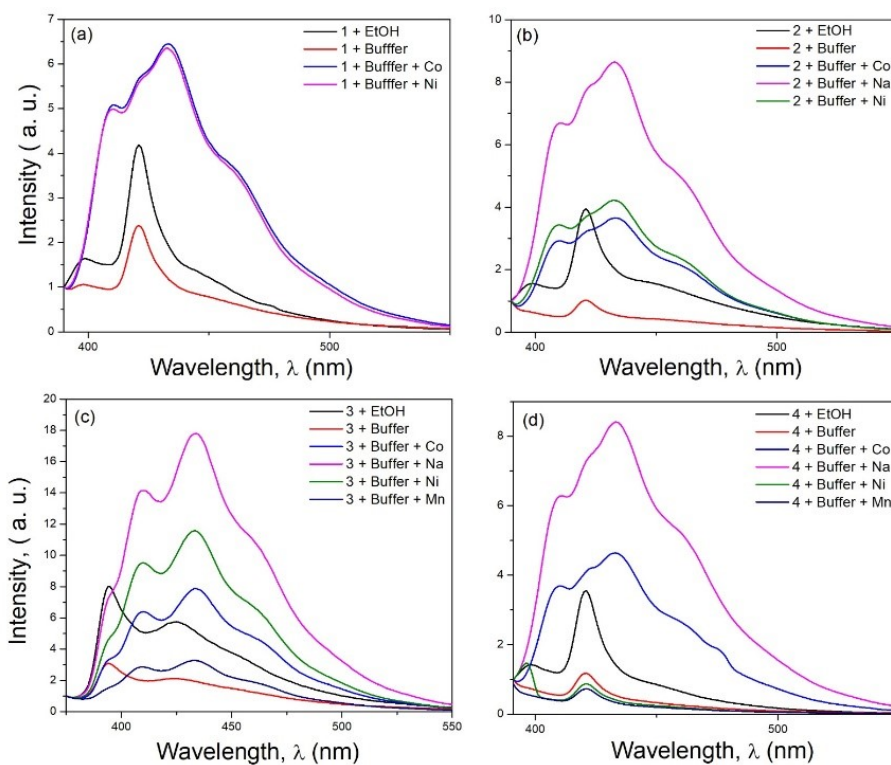 (a)
1 + EtOH
1 + Bufffer
1 + Bufffer + Co
1 + Bufffer + Ni
Intensity ( a. u.)
7
6
5
4
3
2
1
0
400
500
Wavelength, λ (nm)
(b)
2 + EtOH
2 + Buffer
2 + Buffer + Co
2 + Buffer + Na
2 + Buffer + Ni
10
8
6
4
2
0
400
500
Wavelength, λ (nm)
(c)
3 + EtOH
3 + Buffer
3 + Buffer + Co
3 + Buffer + Na
3 + Buffer + Ni
3 + Buffer + Mn
Intensity, ( a. u.)
20
18
16
14
12
10
8
6
4
2
0
400
450
500
550
Wavelength, λ (nm)
(d)
4 + EtOH
4 + Buffer
4 + Buffer + Co
4 + Buffer + Na
4 + Buffer + Ni
4 + Buffer + Mn
8
6
4
2
0
400
500
Wavelength, λ (nm)